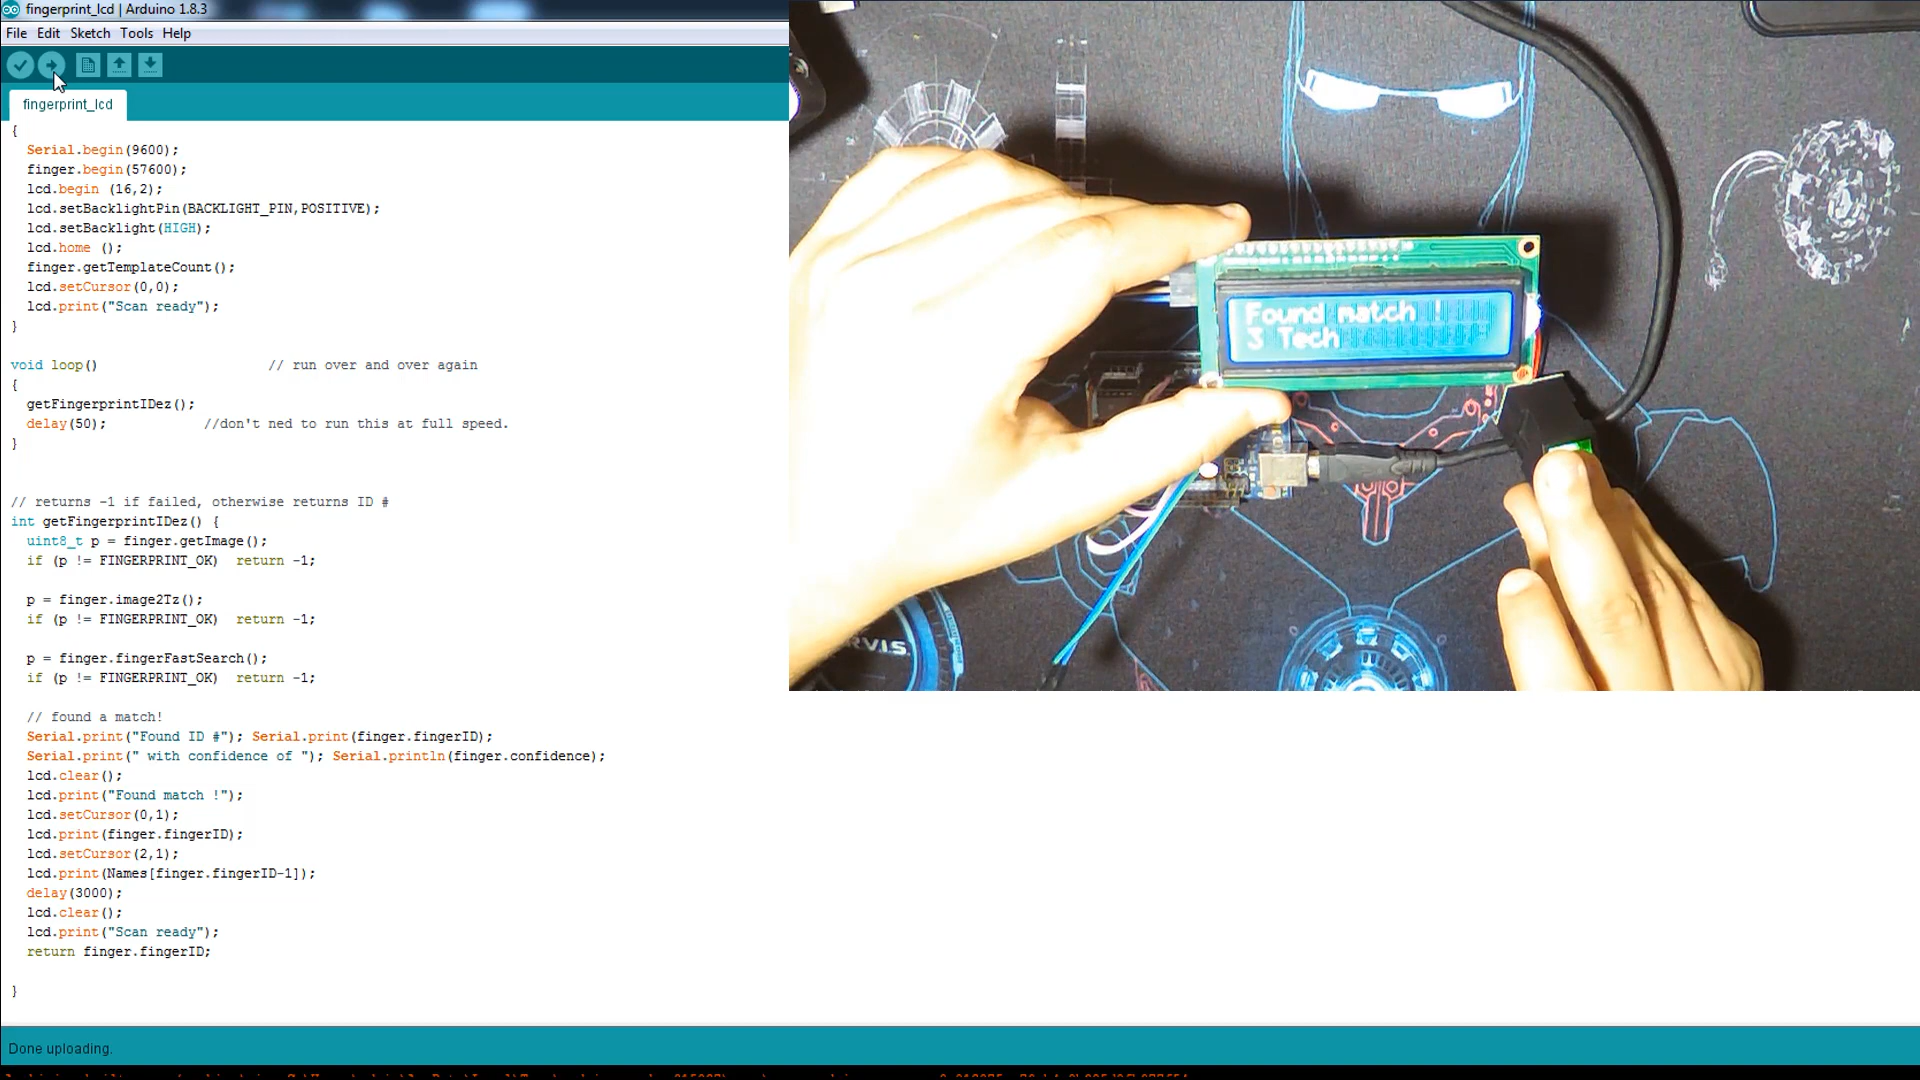 fingerprint_lcd | Arduino 1.8.3
File Edit Sketch Tools Help
fingerprint_lcd
{
Serial.begin(9600);
finger.begin(57600);
lcd.begin (16,2);
lcd.setBacklightPin(BACKLIGHT_PIN,POSITIVE);
lcd.setBacklight(HIGH);
lcd.home ();
finger.getTemplateCount();
lcd.setCursor(0,0);
lcd.print("Scan ready");
}
void loop() // run over and over again
{
getFingerprintIDez();
delay(50); //don't ned to run this at full speed.
}
// returns -1 if failed, otherwise returns ID #
int getFingerprintIDez() {
uint8_t p = finger.getImage();
if (p != FINGERPRINT_OK) return -1;
p = finger.image2Tz();
if (p != FINGERPRINT_OK) return -1;
p = finger.fingerFastSearch();
if (p != FINGERPRINT_OK) return -1;
// found a match!
Serial.print("Found ID #"); Serial.print(finger.fingerID);
Serial.print(" with confidence of "); Serial.println(finger.confidence);
lcd.clear();
lcd.print("Found match !");
lcd.setCursor(0,1);
lcd.print(finger.fingerID);
lcd.setCursor(2,1);
lcd.print(Names[finger.fingerID-1]);
delay(3000);
lcd.clear();
lcd.print("Scan ready");
return finger.fingerID;
}
Done uploading.
Found match !
3 Tech